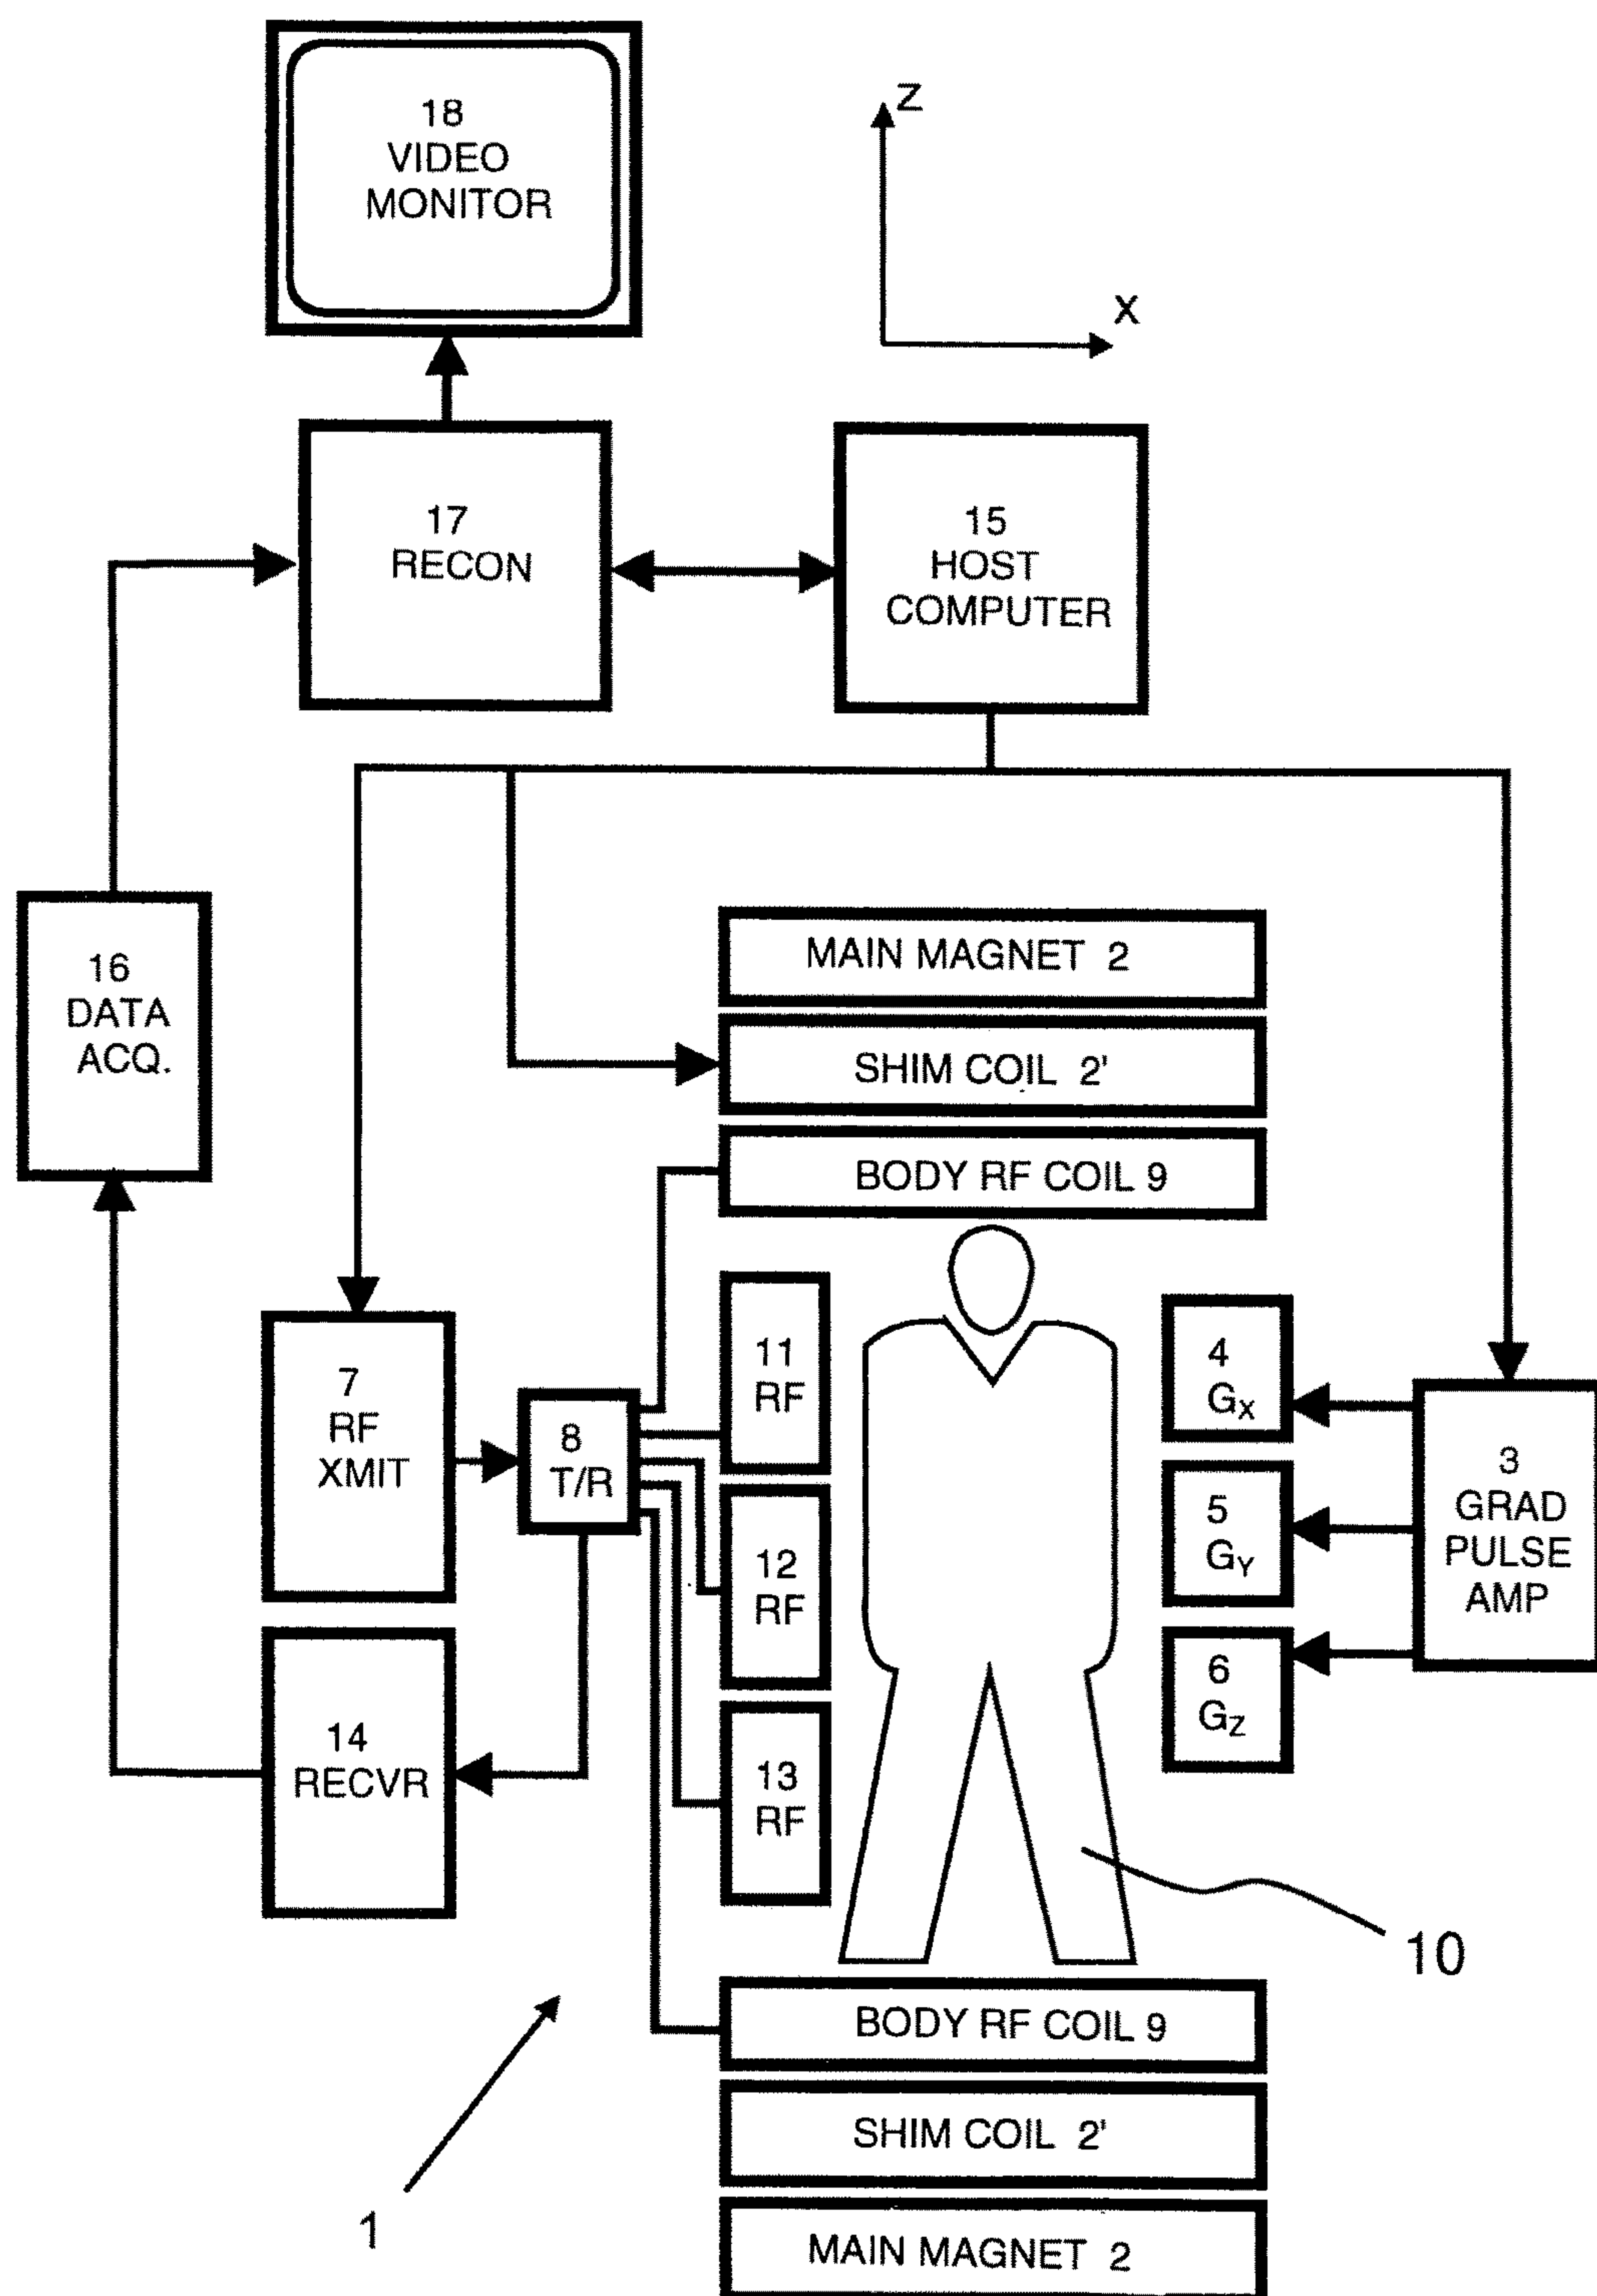 18
VIDEO
MONITOR
Z
X
17
RECON
15
HOST
COMPUTER
16
DATA
ACQ.
MAIN MAGNET 2
SHIM COIL 2'
BODY RF COIL 9
7
RF
XMIT
8
T/R
11
RF
12
RF
13
RF
4
GX
5
GY
6
GZ
3
GRAD
PULSE
AMP
14
RECVR
10
BODY RF COIL 9
SHIM COIL 2'
MAIN MAGNET 2
1